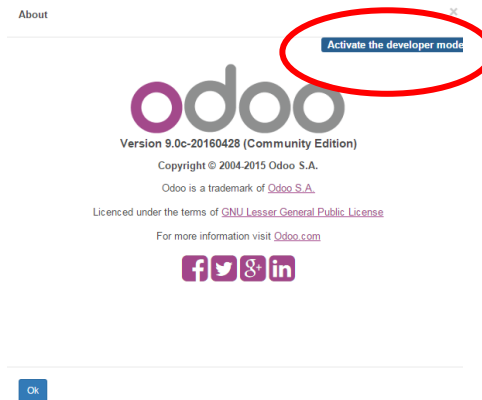 About
×
Activate the developer mode
odoo
Version 9.0c-20160428 (Community Edition)
Copyright © 2004-2015 Odoo S.A.
Odoo is a trademark of Odoo S.A.
Licenced under the terms of GNU Lesser General Public License
For more information visit Odoo.com
Ok